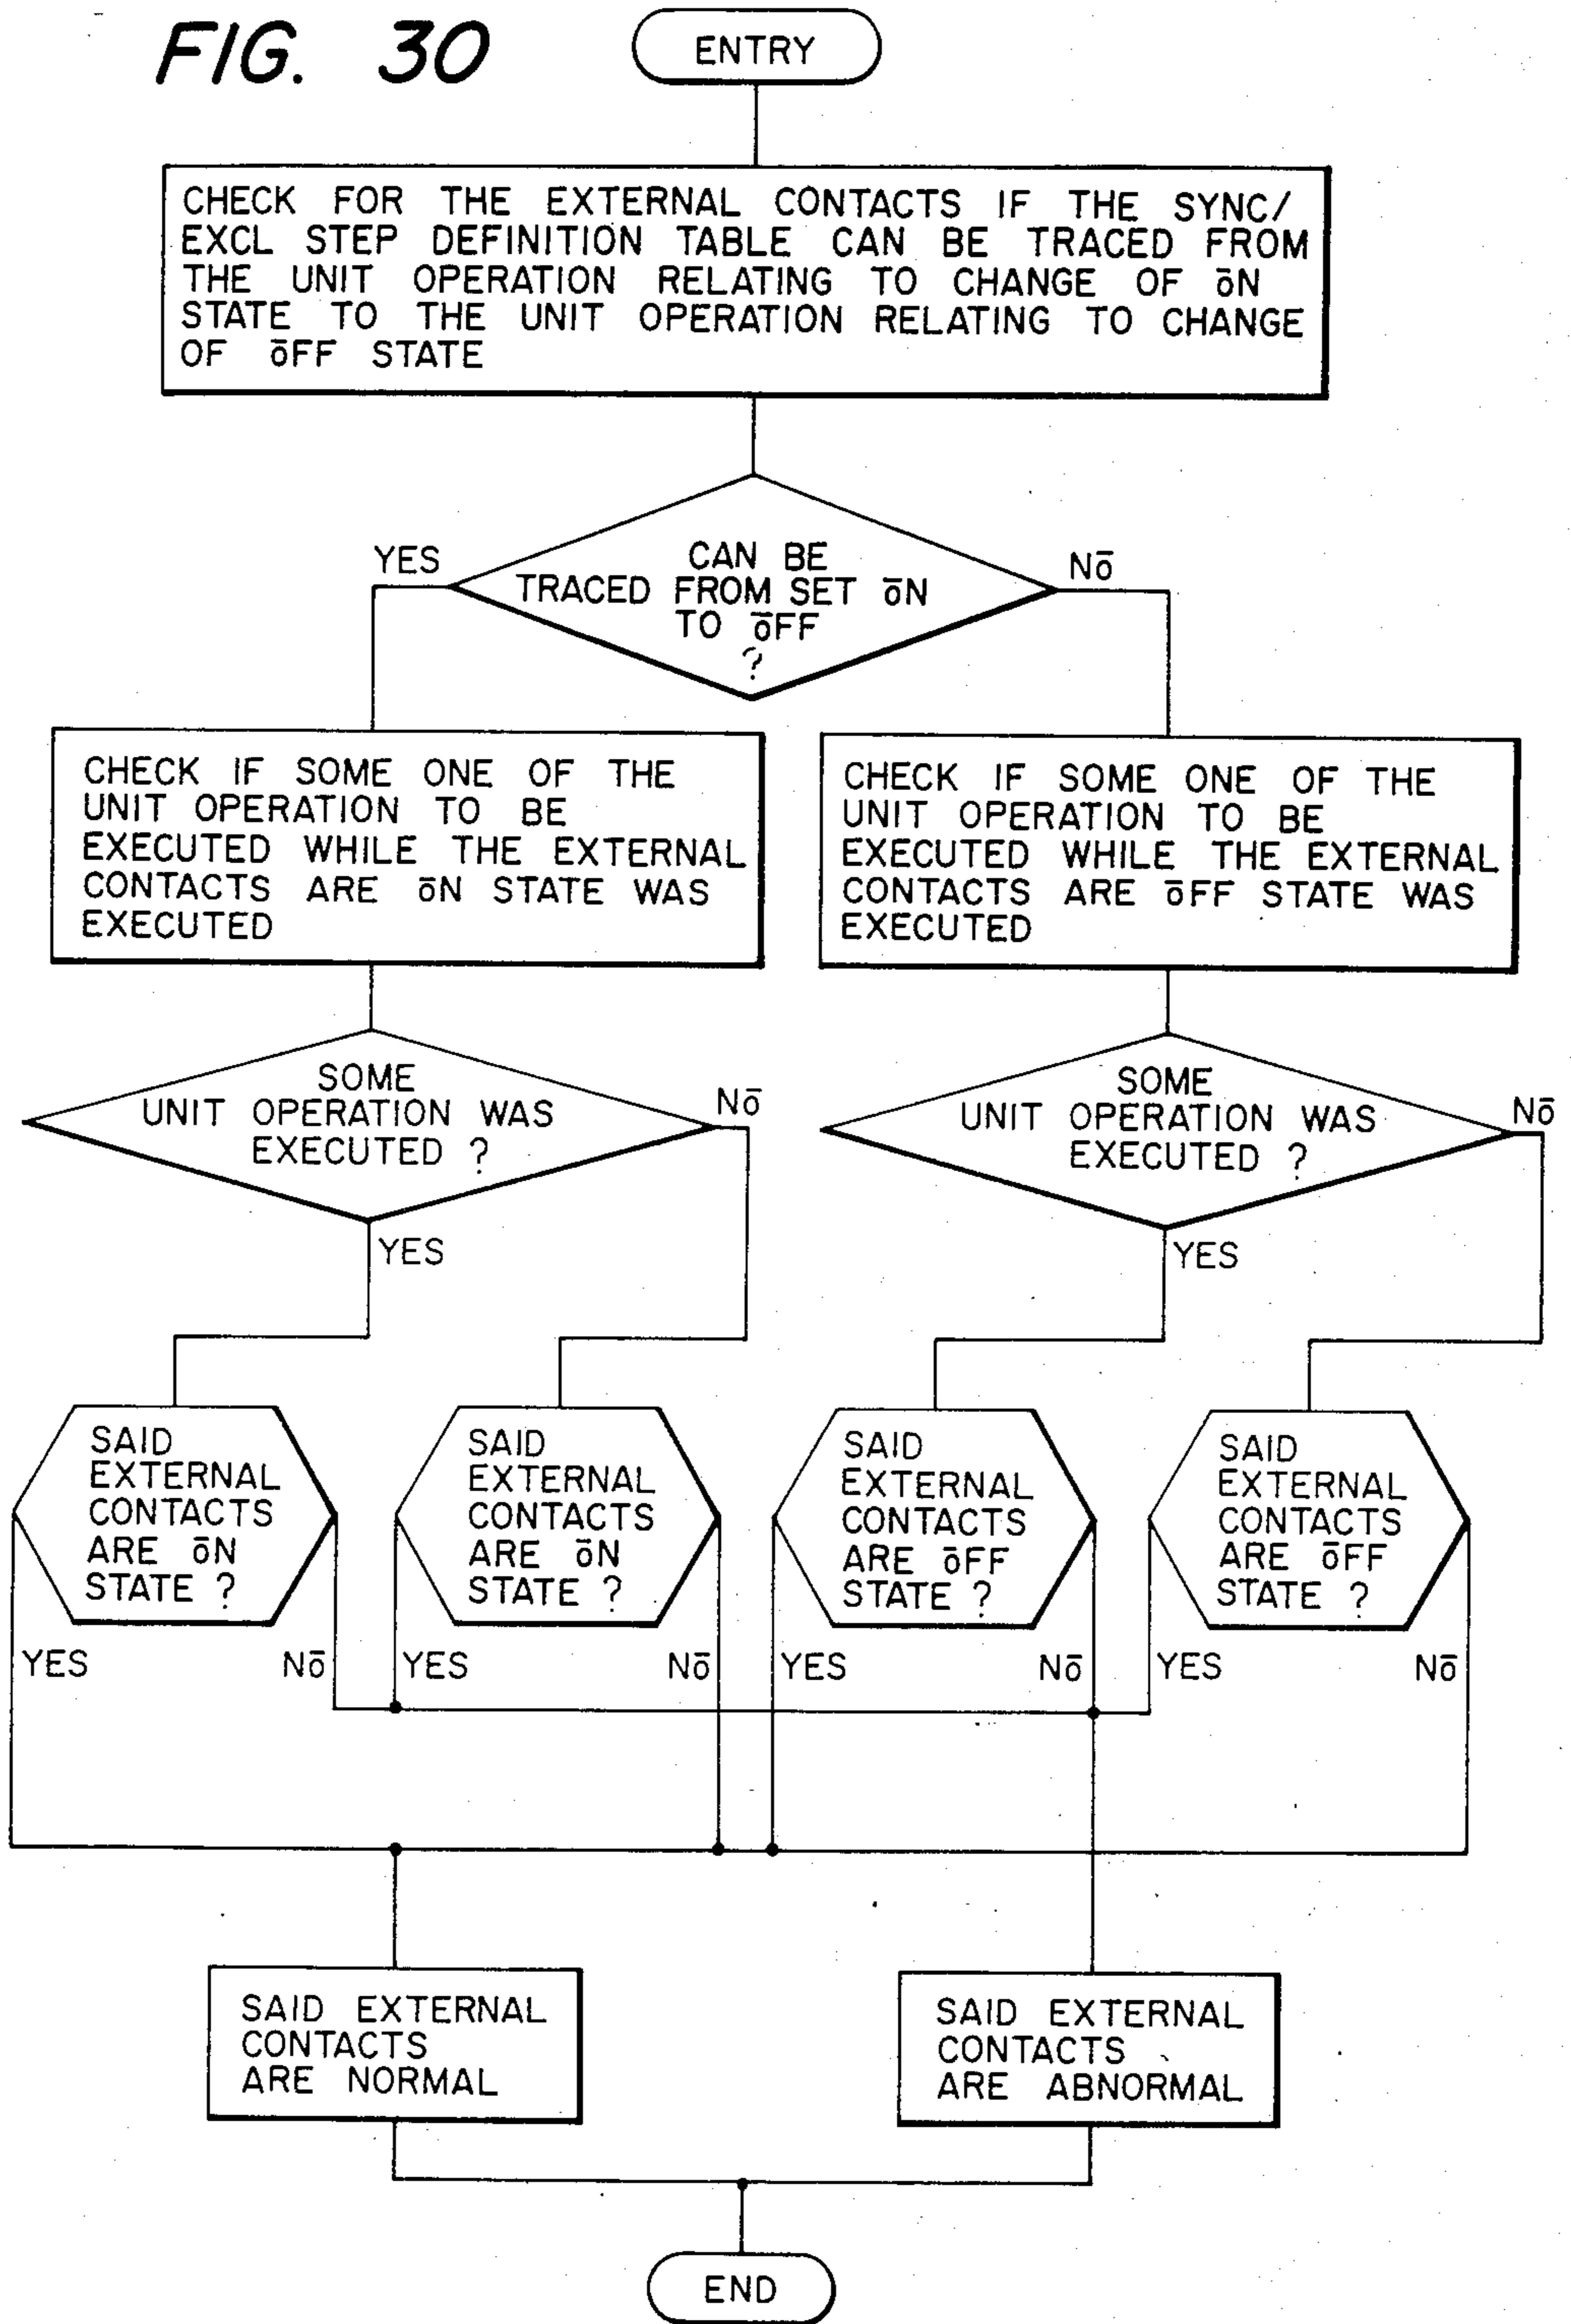 FIG. 30
ENTRY
CHECK FOR THE EXTERNAL CONTACTS IF THE SYNC/
EXCL STEP DEFINITION TABLE CAN BE TRACED FROM
THE UNIT OPERATION RELATING TO CHANGE OF ōN
STATE TO THE UNIT OPERATION RELATING TO CHANGE
OF ōFF STATE
CAN BE
TRACED FROM SET ōN
TO ōFF
?
YES
Nō
CHECK IF SOME ONE OF THE
UNIT OPERATION TO BE
EXECUTED WHILE THE EXTERNAL
CONTACTS ARE ōN STATE WAS
EXECUTED
CHECK IF SOME ONE OF THE
UNIT OPERATION TO BE
EXECUTED WHILE THE EXTERNAL
CONTACTS ARE ōFF STATE WAS
EXECUTED
SOME
UNIT OPERATION WAS
EXECUTED ?
Nō
YES
SOME
UNIT OPERATION WAS
EXECUTED ?
Nō
YES
SAID
EXTERNAL
CONTACTS
ARE ōN
STATE ?
YES
Nō
SAID
EXTERNAL
CONTACTS
ARE ōN
STATE ?
YES
Nō
SAID
EXTERNAL
CONTACTS
ARE ōFF
STATE ?
YES
Nō
SAID
EXTERNAL
CONTACTS
ARE ōFF
STATE ?
YES
Nō
SAID EXTERNAL
CONTACTS
ARE NORMAL
SAID EXTERNAL
CONTACTS
ARE ABNORMAL
END